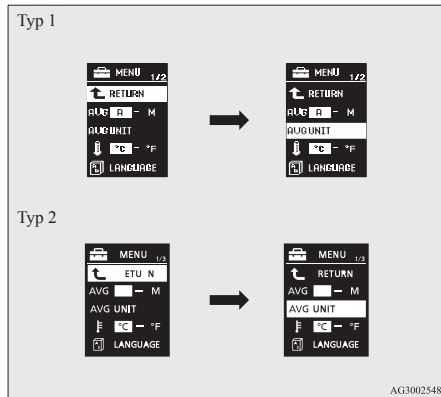 Typ 1
MENU 1/2
RETURN
AVG A - M
AVG UNIT
°C - °F
LANGUAGE
MENU 1/2
RETURN
AVG A - M
AVG UNIT
°C - °F
LANGUAGE
Typ 2
MENU 1/3
ETU N
AVG - M
AVG UNIT
°C - °F
LANGUAGE
MENU 1/3
RETURN
AVG - M
AVG UNIT
°C - °F
LANGUAGE
AG3002548